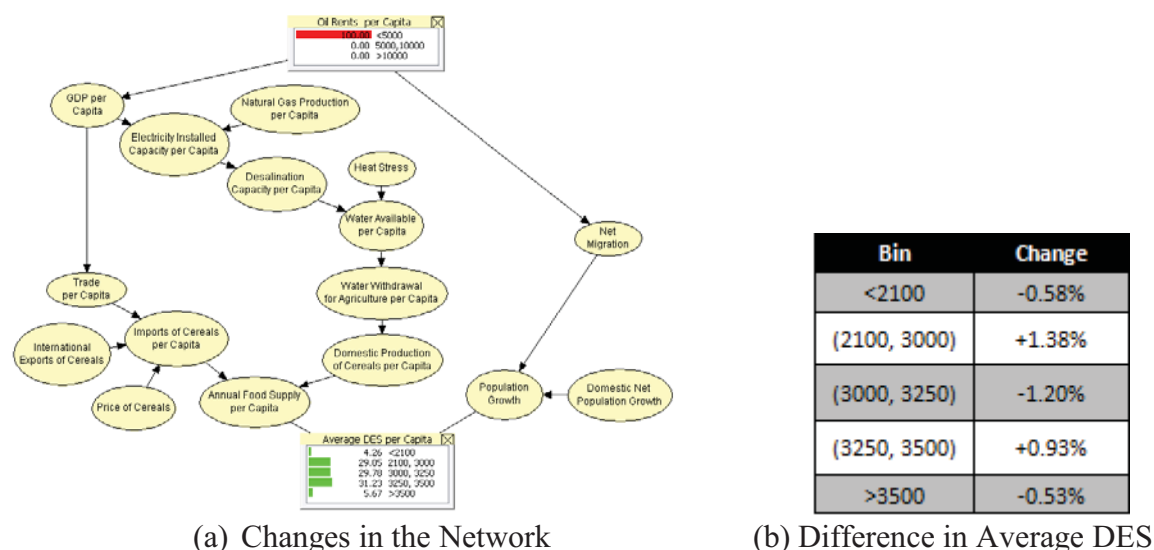 Oil Rents per Capita
100.00 <5000
0.00 5000,10000
0.00 >10000
GDP per
Capita
Natural Gas Production
per Capita
Electricity Installed
Capacity per Capita
Desalination
Capacity per Capita
Heat Stress
Water Available
per Capita
Net
Migration
Trade
per Capita
Water Withdrawal
for Agriculture per Capita
International
Exports of Cereals
Imports of Cereals
per Capita
Domestic Production
of Cereals per Capita
Price of Cereals
Annual Food Supply
per Capita
Population
Growth
Domestic Net
Population Growth
Average DES per Capita
4.26 <2100
29.05 2100, 3000
29.78 3000, 3250
31.23 3250, 3500
5.67 >3500
(a) Changes in the Network
Bin Change
<2100 -0.58%
(2100, 3000) +1.38%
(3000, 3250) -1.20%
(3250, 3500) +0.93%
>3500 -0.53%
(b) Difference in Average DES